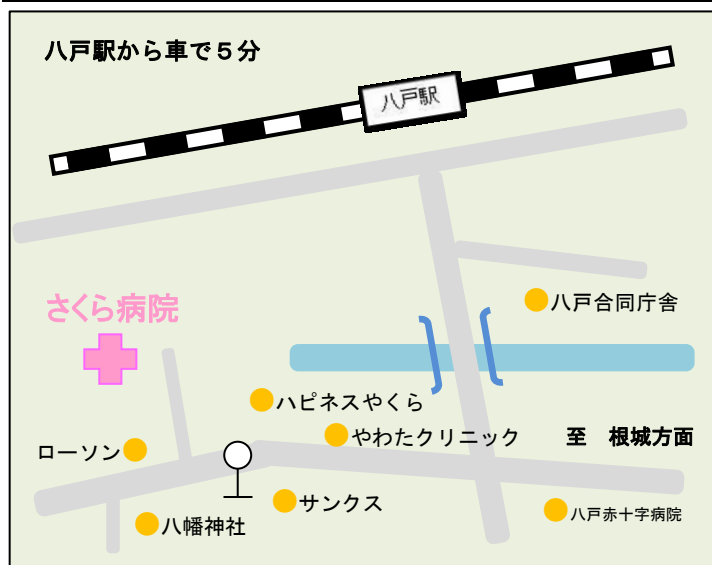 八戸駅から車で５分
八戸駅
八戸合同庁舎
さくら病院
ハピネスやくら
やわたクリニック
至　根城方面
ローソン
サンクス
八戸赤十字病院
八幡神社